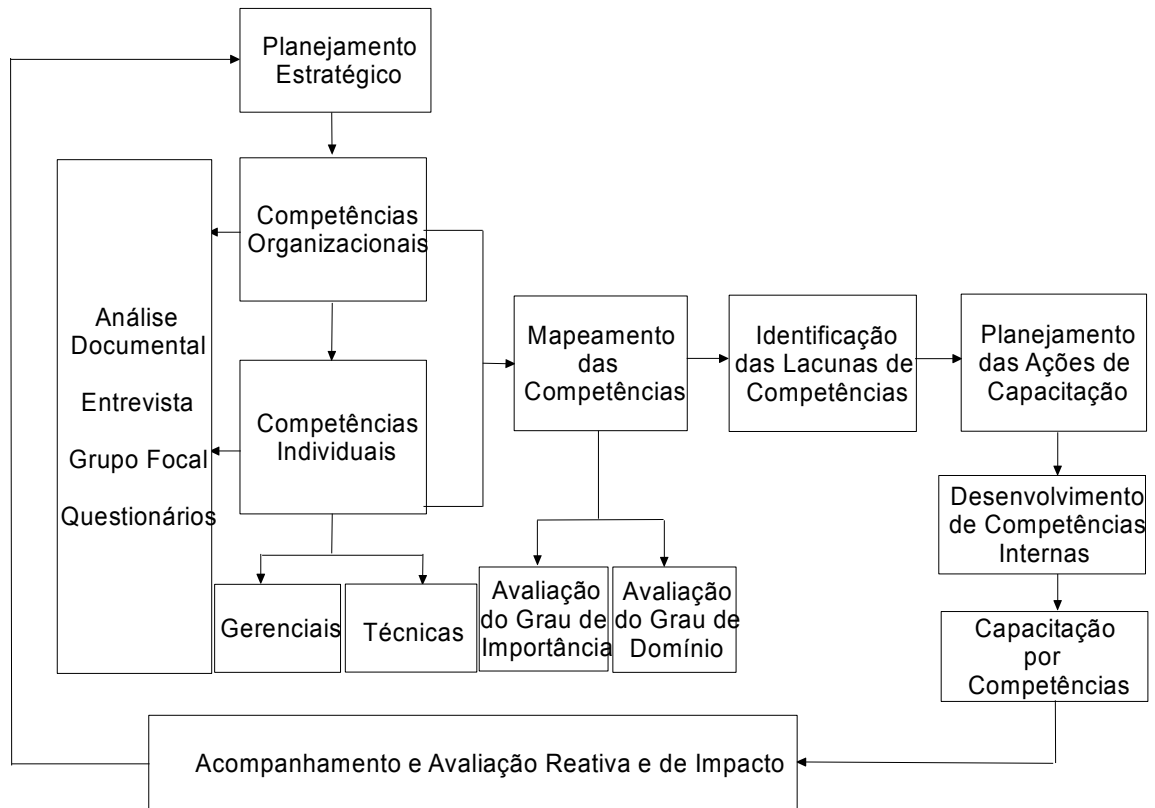 Planejamento
Estratégico
Competências
Organizacionais
Análise
Documental
Entrevista
Grupo Focal
Questionários
Competências
Individuais
Gerenciais
Técnicas
Mapeamento
das
Competências
Avaliação
do Grau de
Importância
Avaliação
do Grau de
Domínio
Identificação
das Lacunas de
Competências
Planejamento
das Ações de
Capacitação
Desenvolvimento
de Competências
Internas
Capacitação
por
Competências
Acompanhamento e Avaliação Reativa e de Impacto